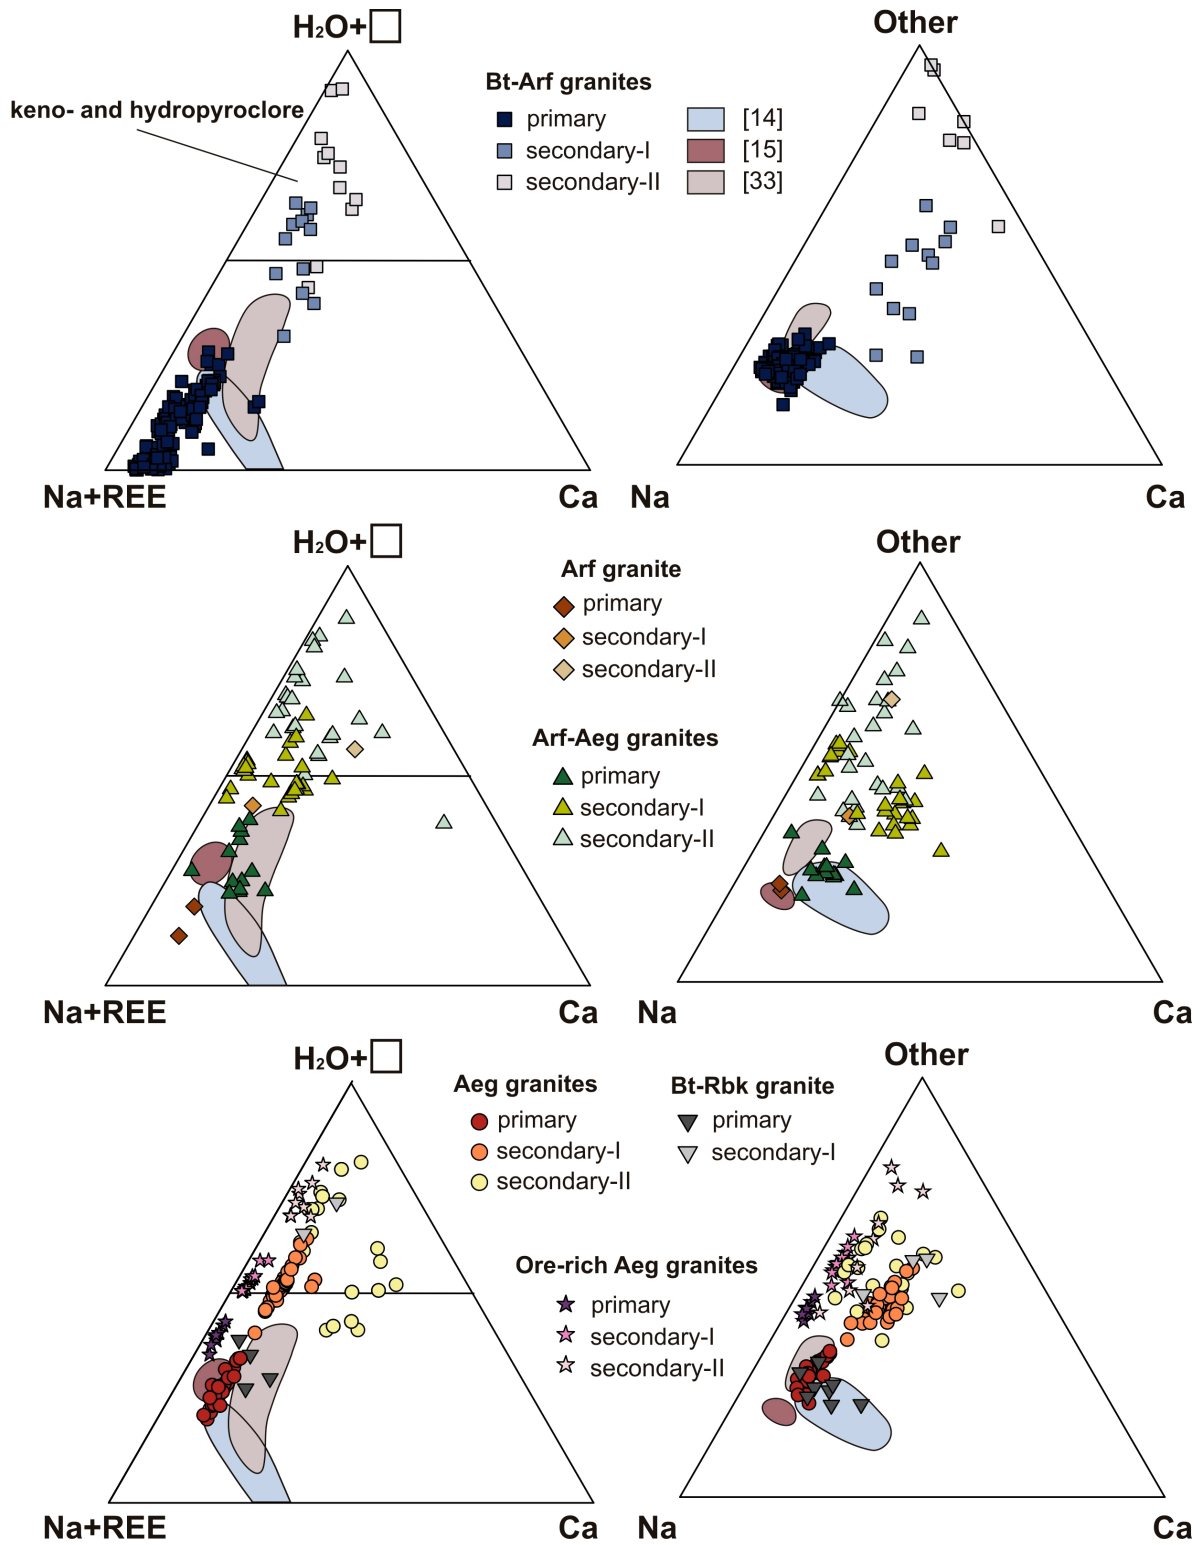 H2O+
Other
keno- and hydropyroclore
Bt-Arf granites
primary
[14]
secondary-I
[15]
secondary-II
[33]
Na+REE
Ca
Na
Ca
H2O+
Other
Arf granite
primary
secondary-I
secondary-II
Arf-Aeg granites
primary
secondary-I
secondary-II
Na+REE
Ca
Na
Ca
H2O+
Other
Aeg granites
primary
secondary-I
secondary-II
Bt-Rbk granite
primary
secondary-I
Ore-rich Aeg granites
primary
secondary-I
secondary-II
Na+REE
Ca
Na
Ca